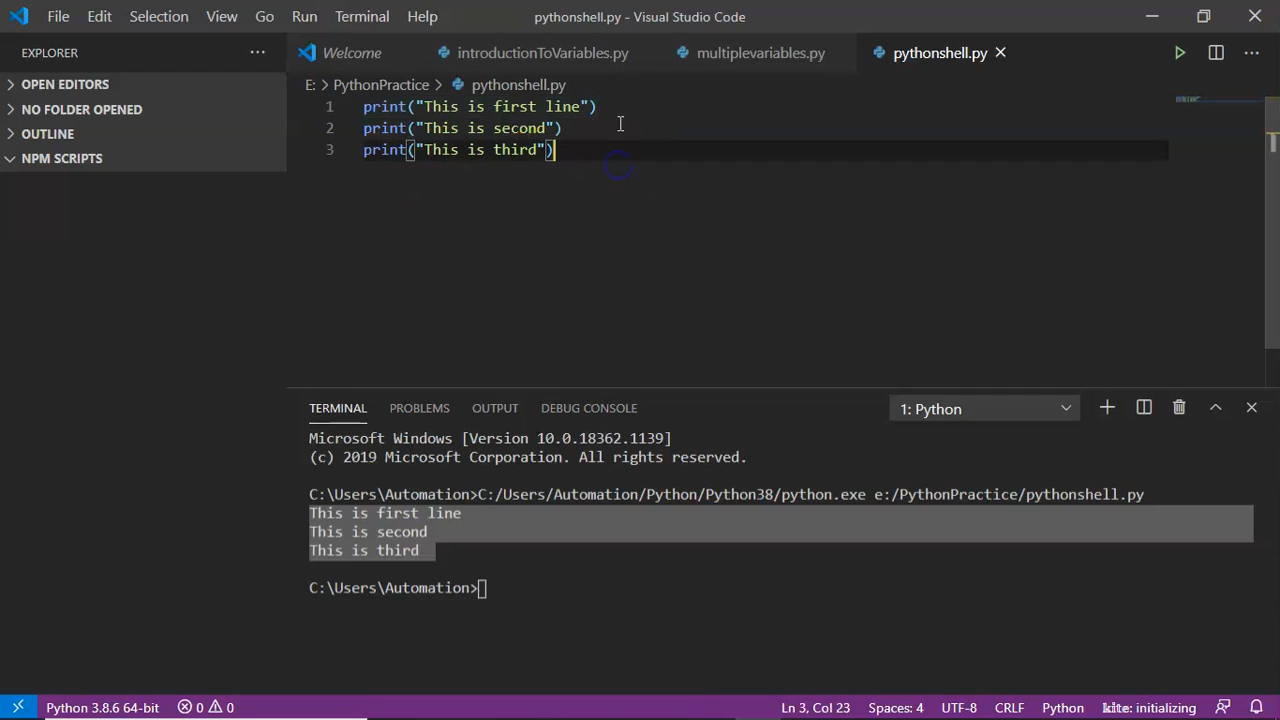 File Edit Selection View Go Run Terminal Help pythonshell.py - Visual Studio Code
EXPLORER
OPEN EDITORS
NO FOLDER OPENED
OUTLINE
NPM SCRIPTS
Welcome introductionToVariables.py multiplevariables.py pythonshell.py
E: > PythonPractice > pythonshell.py
1 print("This is first line")
2 print("This is second")
3 print("This is third")
TERMINAL PROBLEMS OUTPUT DEBUG CONSOLE 1: Python
Microsoft Windows [Version 10.0.18362.1139]
(c) 2019 Microsoft Corporation. All rights reserved.
C:\Users\Automation>C:/Users/Automation/Python/Python38/python.exe e:/PythonPractice/pythonshell.py
This is first line
This is second
This is third
C:\Users\Automation>
Python 3.8.6 64-bit 0 0 Ln 3, Col 23 Spaces: 4 UTF-8 CRLF Python kite: initializing